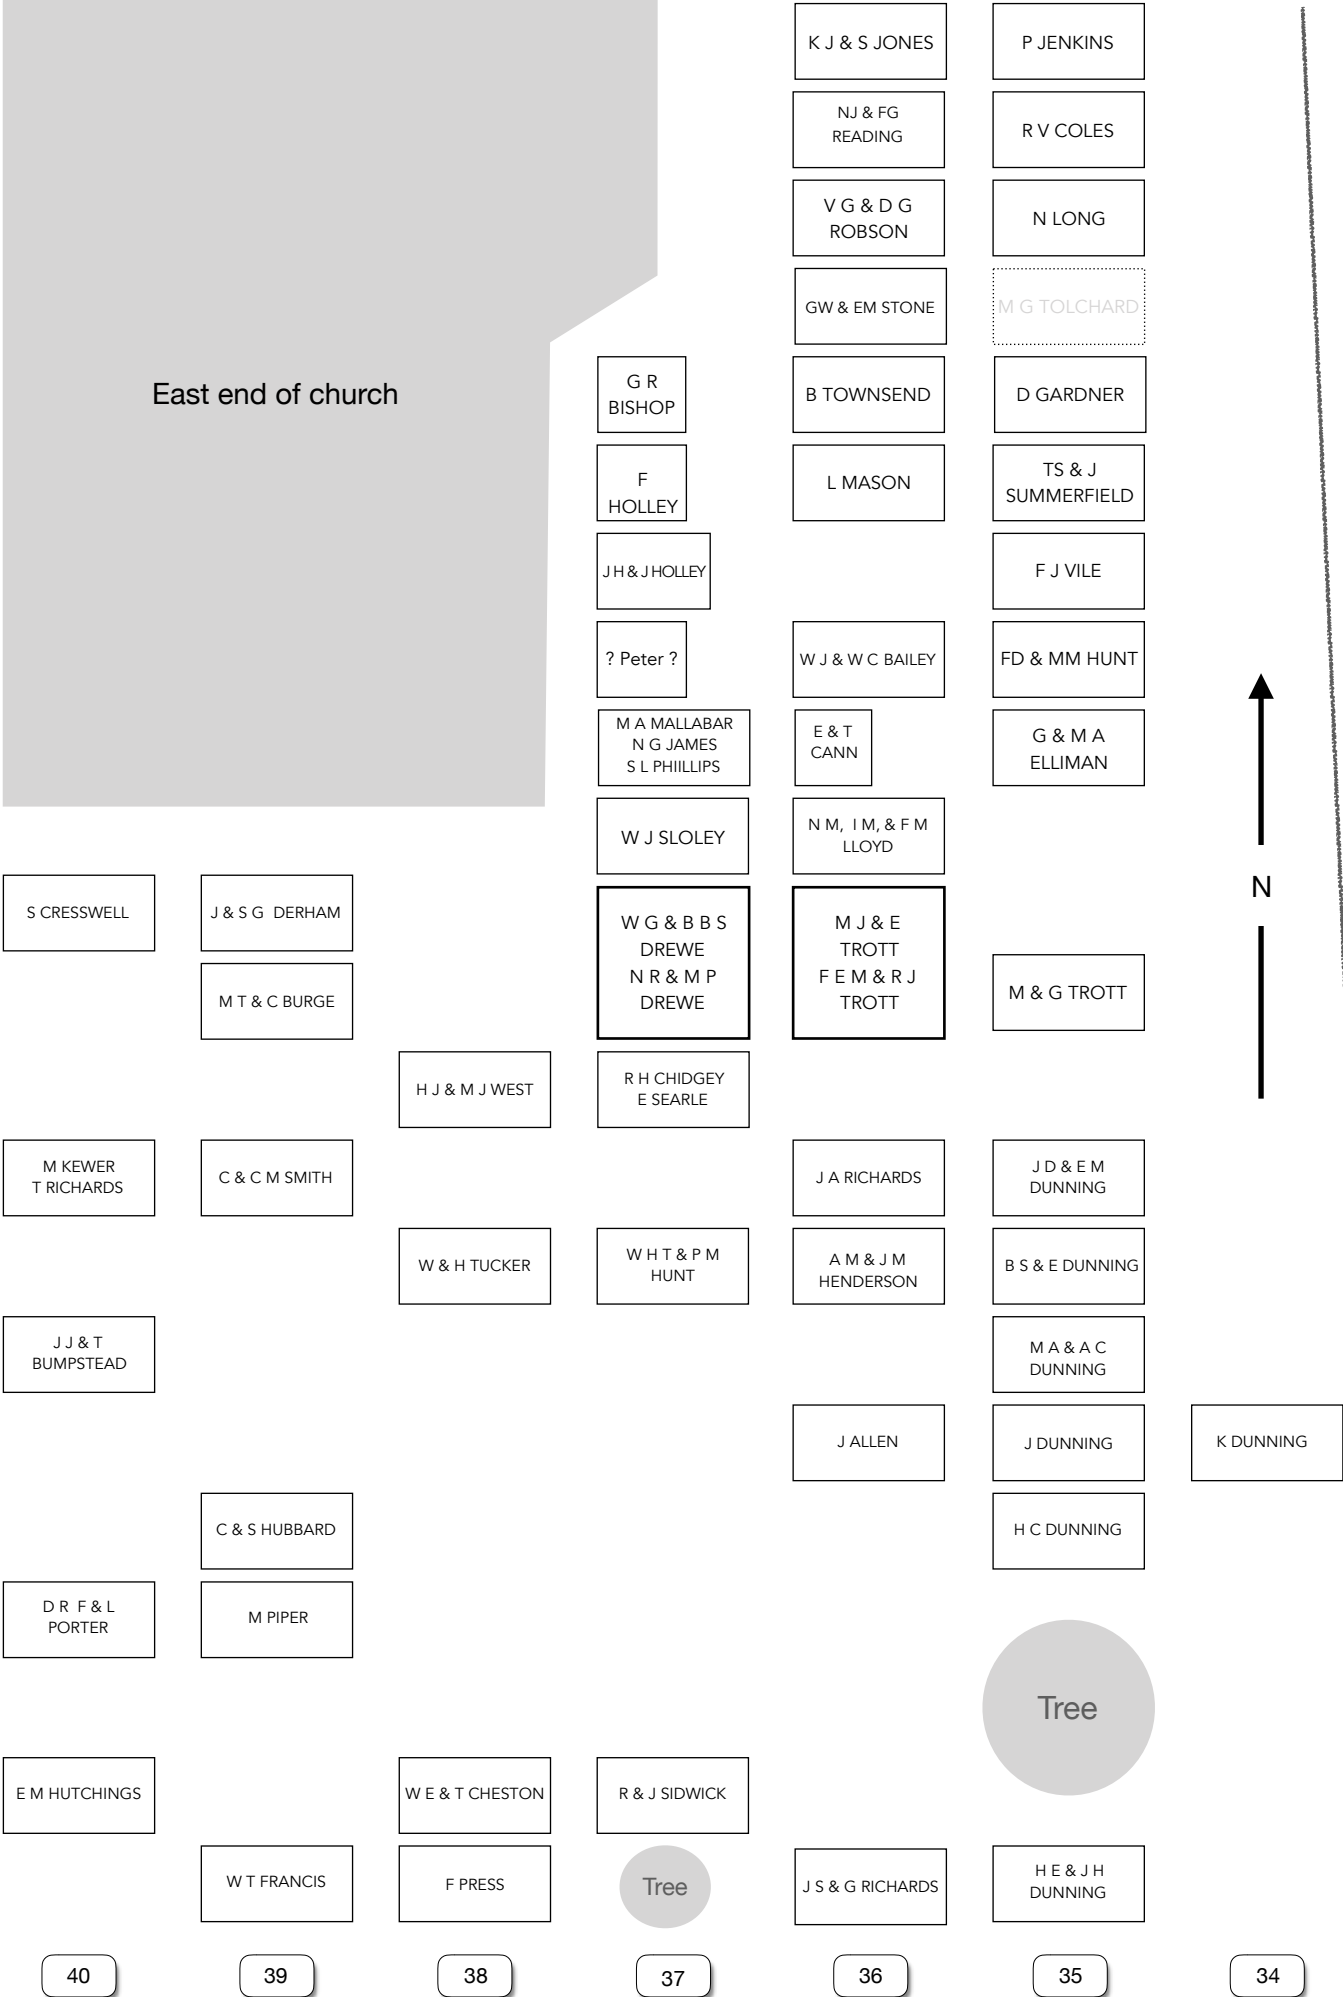 K J & S JONES
P JENKINS
NJ & FG
READING
R V COLES
V G & D G
ROBSON
N LONG
GW & EM STONE
M G TOLCHARD
East end of church
G R
BISHOP
B TOWNSEND
D GARDNER
F
HOLLEY
L MASON
TS & J
SUMMERFIELD
J H & J HOLLEY
F J VILE
? Peter ?
W J & W C BAILEY
FD & MM HUNT
M A MALLABAR
N G JAMES
S L PHIILLIPS
E & T
CANN
G & M A
ELLIMAN
W J SLOLEY
N M, I M, & F M
LLOYD
N
S CRESSWELL
J & S G DERHAM
W G & B B S
DREWE
N R & M P
DREWE
M J & E
TROTT
F E M & R J
TROTT
M T & C BURGE
M & G TROTT
H J & M J WEST
R H CHIDGEY
E SEARLE
M KEWER
T RICHARDS
C & C M SMITH
J A RICHARDS
J D & E M
DUNNING
W & H TUCKER
W H T & P M
HUNT
A M & J M
HENDERSON
B S & E DUNNING
J J & T
BUMPSTEAD
M A & A C
DUNNING
J ALLEN
J DUNNING
K DUNNING
C & S HUBBARD
H C DUNNING
D R F & L
PORTER
M PIPER
Tree
E M HUTCHINGS
W E & T CHESTON
R & J SIDWICK
W T FRANCIS
F PRESS
Tree
J S & G RICHARDS
H E & J H
DUNNING
40
39
38
37
36
35
34